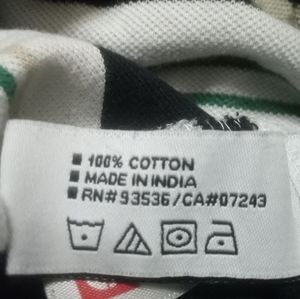 100% COTTON
MADE IN INDIA
RN#93536/CA#07243